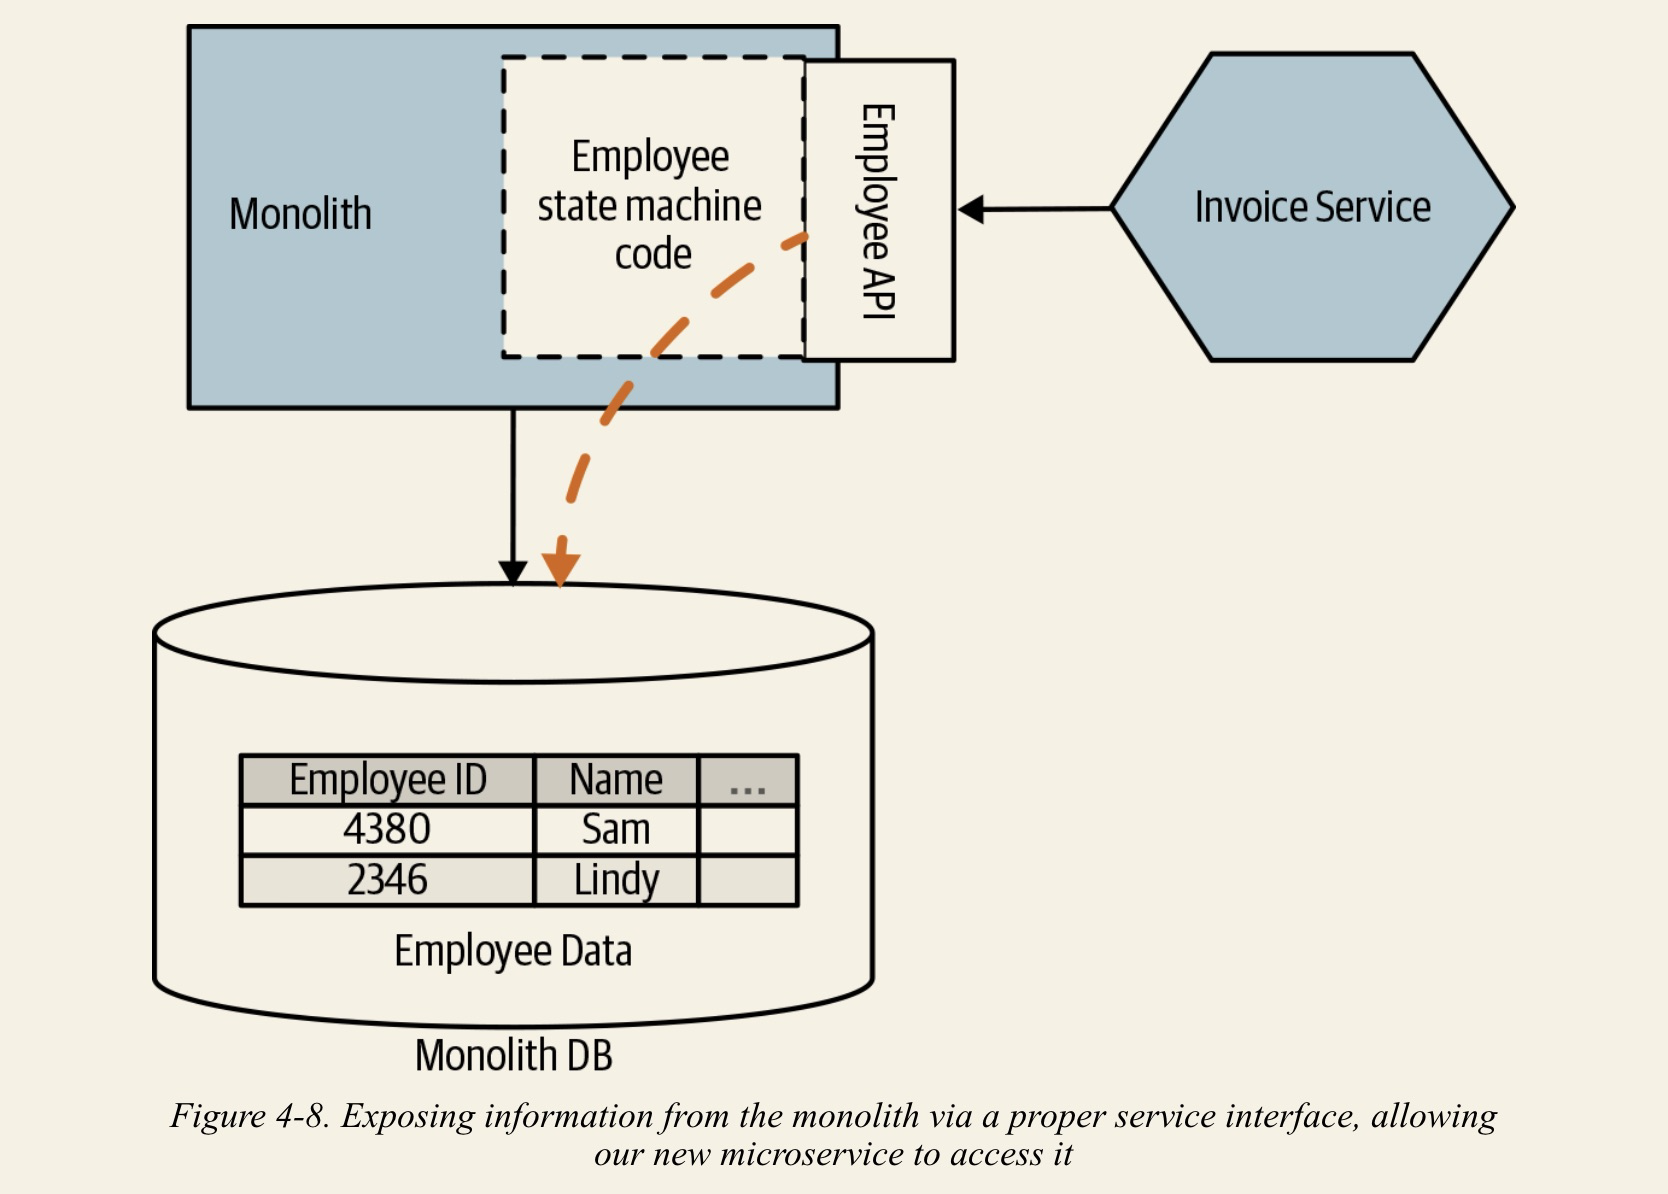 Monolith
Employee
state machine
code
Employee API
Invoice Service
Employee ID Name ...
4380 Sam
2346 Lindy
Employee Data
Monolith DB
Figure 4-8. Exposing information from the monolith via a proper service interface, allowing
our new microservice to access it